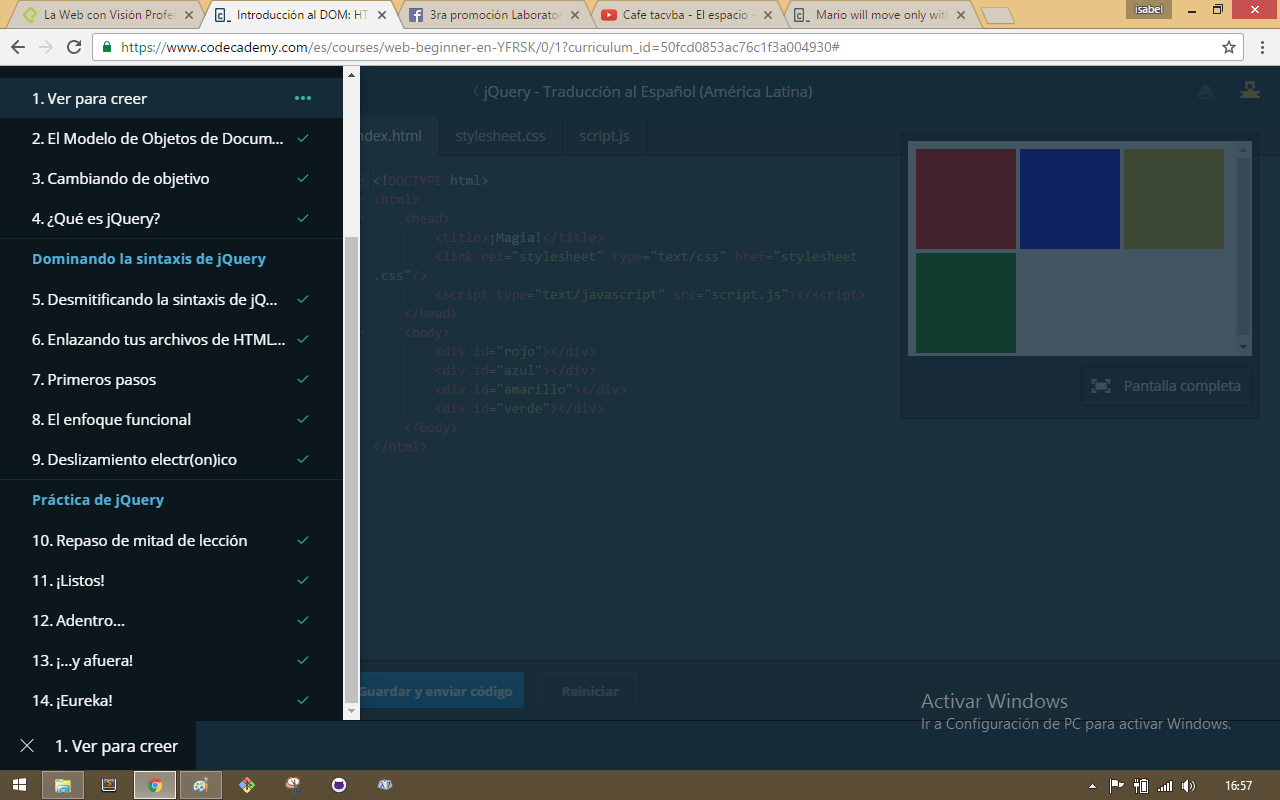 La Web con Visión Profe
Introducción al DOM: HT
3ra promoción Laborato
Cafe tacvba - El espacio
Mario will move only wit
isabel
https://www.codecademy.com/es/courses/web-beginner-en-YFRSK/0/1?curriculum_id=50fcd0853ac76c1f3a004930#
1. Ver para creer
2. El Modelo de Objetos de Docum...
3. Cambiando de objetivo
4. ¿Qué es jQuery?
Dominando la sintaxis de jQuery
5. Desmitificando la sintaxis de jQ...
6. Enlazando tus archivos de HTML...
7. Primeros pasos
8. El enfoque funcional
9. Deslizamiento electr(on)ico
Práctica de jQuery
10. Repaso de mitad de lección
11. ¡Listos!
12. Adentro...
13. ¡...y afuera!
14. ¡Eureka!
1. Ver para creer
jQuery - Traducción al Español (América Latina)
ndex.html
stylesheet.css
script.js
<!DOCTYPE html>
<html>
<head>
<title>¡Magia!</title>
<link rel="stylesheet" type="text/css" href="stylesheet
.css"/>
<script type="text/javascript" src="script.js"></script>
</head>
<body>
<div id="rojo"></div>
<div id="azul"></div>
<div id="amarillo"></div>
<div id="verde"></div>
</body>
</html>
Pantalla completa
Guardar y enviar código
Reiniciar
Activar Windows
Ir a Configuración de PC para activar Windows.
16:57